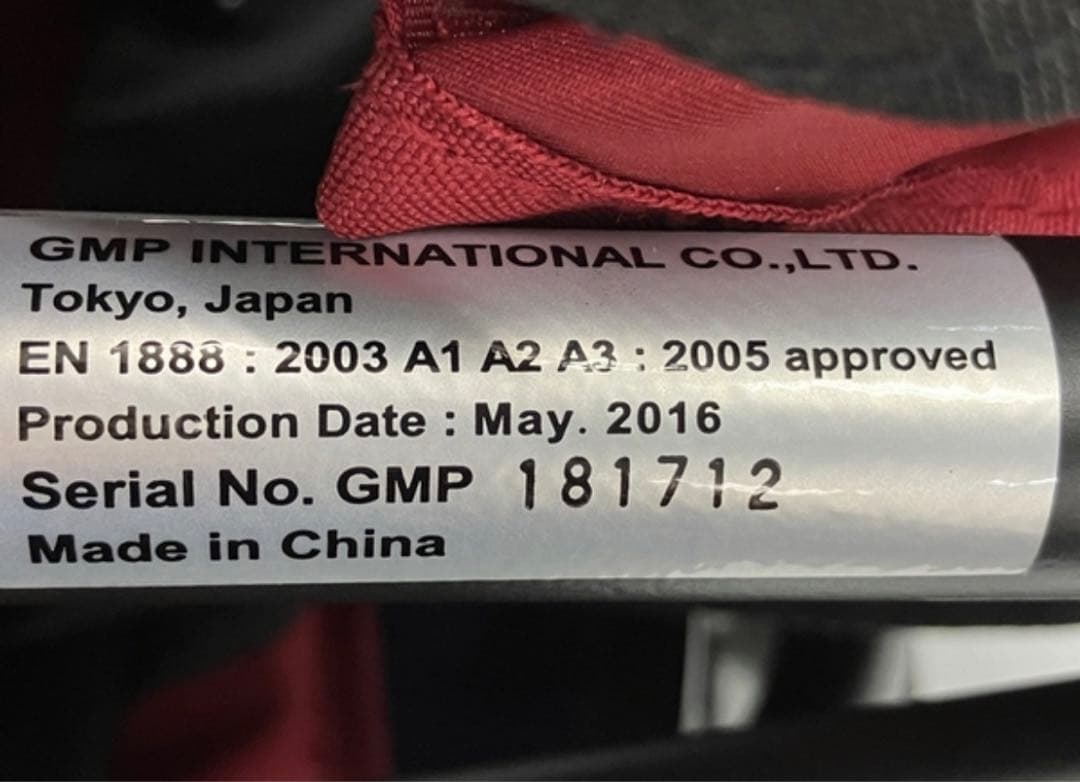 GMP INTERNATIONAL CO.,LTD.
Tokyo, Japan
EN 1888 : 2003 A1 A2 A3 : 2005 approved
Production Date : May. 2016
Serial No. GMP 181712
Made in China